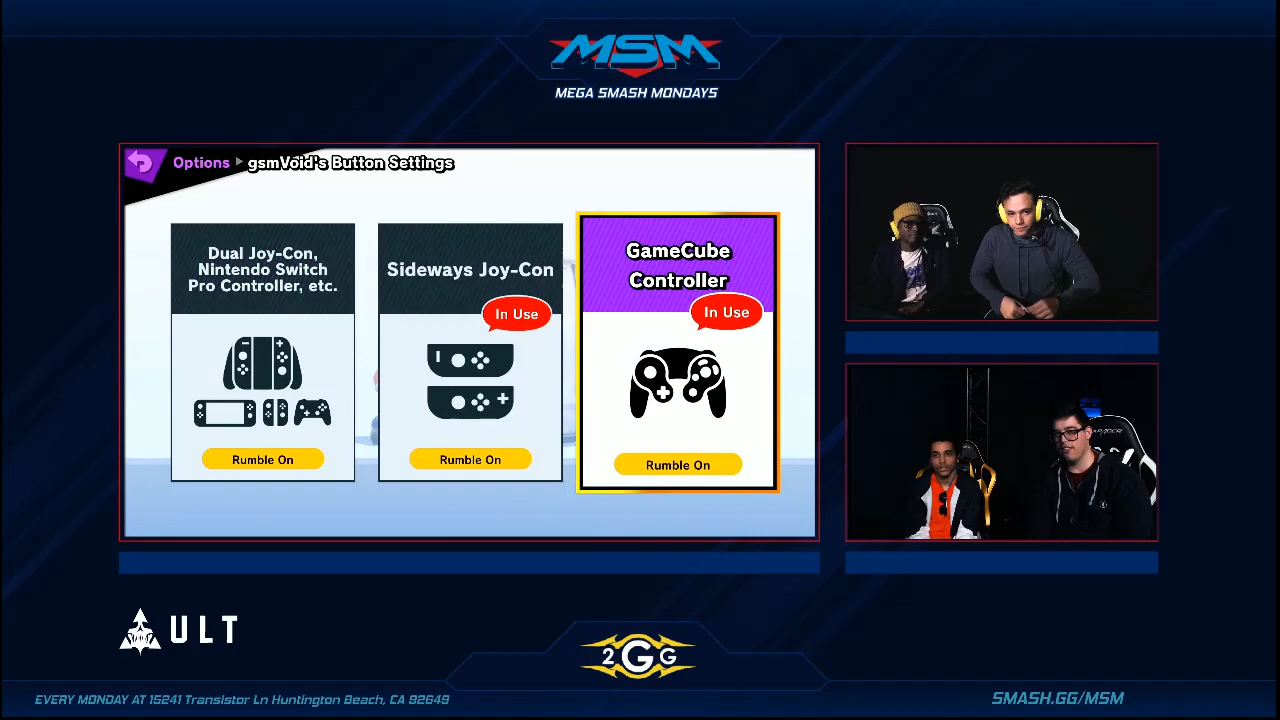 MSM
MEGA SMASH MONDAYS
Options ▶ gsmVoid's Button Settings
Dual Joy-Con,
Nintendo Switch
Pro Controller, etc.
Rumble On
Sideways Joy-Con
In Use
Rumble On
GameCube
Controller
In Use
Rumble On
ULT
2GG
EVERY MONDAY AT 15241 Transistor Ln Huntington Beach, CA 92649
SMASH.GG/MSM